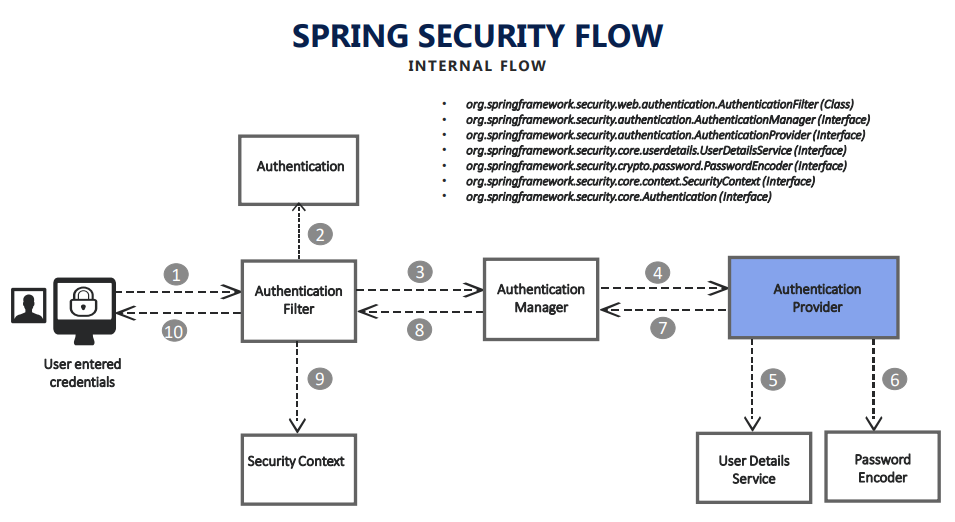 SPRING SECURITY FLOW
INTERNAL FLOW
• org.springframework.security.web.authentication.AuthenticationFilter (Class)
• org.springframework.security.authentication.AuthenticationManager (Interface)
• org.springframework.security.authentication.AuthenticationProvider (Interface)
• org.springframework.security.core.userdetails.UserDetailsService (Interface)
• org.springframework.security.crypto.password.PasswordEncoder (Interface)
• org.springframework.security.core.context.SecurityContext (Interface)
• org.springframework.security.core.Authentication (Interface)
Authentication
2
1
3
4
Authentication
Filter
Authentication
Manager
Authentication
Provider
10
8
7
User entered
credentials
9
5
6
Security Context
User Details
Service
Password
Encoder